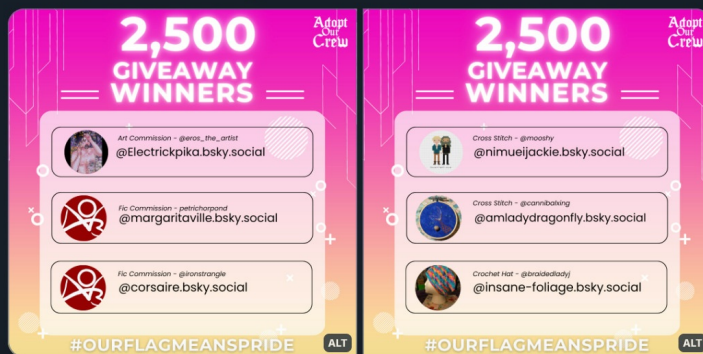 2,500
GIVEAWAY
WINNERS
Adopt
Our
Crew
Art Commission - @eros_the_artist
@Electrickpika.bsky.social
Fic Commission - petrichorpond
@margaritaville.bsky.social
Fic Commission - @ironstrangle
@corsaire.bsky.social
#OURFLAGMEANSPRIDE
ALT
2,500
GIVEAWAY
WINNERS
Adopt
Our
Crew
Cross Stitch - @mooshy
@nimueijackie.bsky.social
Cross Stitch - @cannibalxing
@amladydragonfly.bsky.social
Crochet Hat - @braidedladyj
@insane-foliage.bsky.social
#OURFLAGMEANSPRIDE
ALT